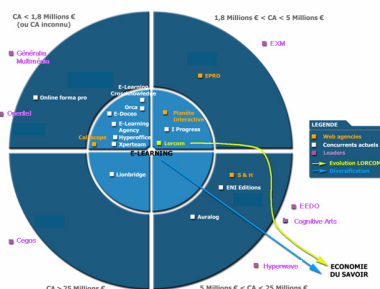 CA < 1,8 Millions €
(ou CA inconnu)
1,8 Millions € < CA < 5 Millions €
EXM
Généralia
Multimédia
EPRO
E-Learning
Crossknowledge
Online forma pro
Orca
E-Doceo
Planète
Interactive
Opentel
E-Learning
Agency
I Progress
Calliscope
Hyperoffice
Xperteam
Lorcom
E-LEARNING
LEGENDE
Web agencies
Concurrents actuels
Leaders
Evolution LORCOM
Diversification
Lionbridge
S & H
ENI Editions
Auralog
EEDO
Cognitive Arts
Cegos
Hyperwave
ECONOMIE
DU SAVOIR
CA > 25 Millions €
5 Millions € < CA < 25 Millions €